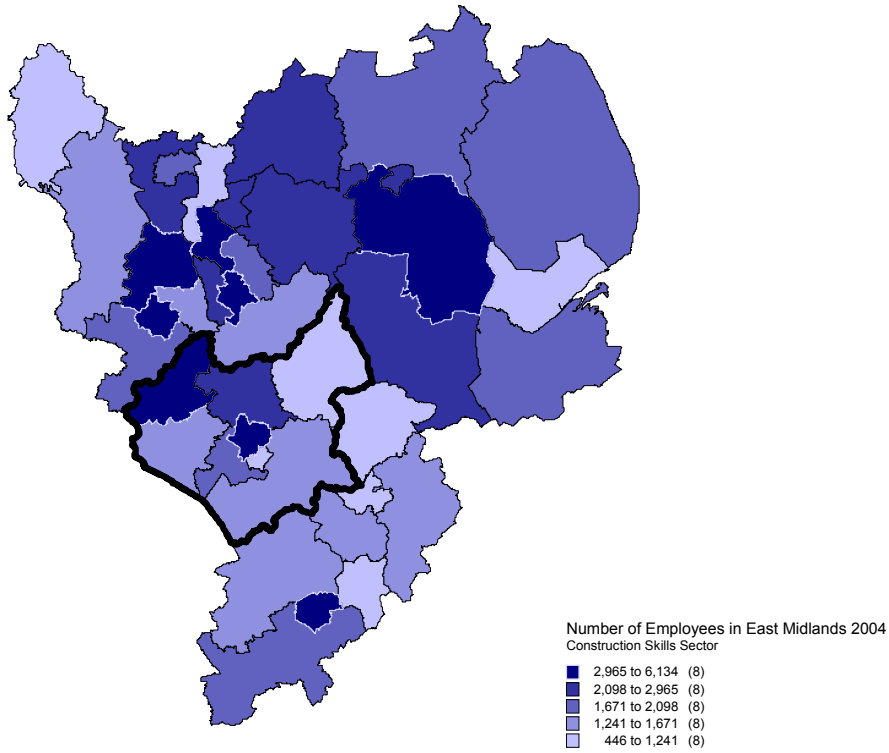 Number of Employees in East Midlands 2004
Construction Skills Sector
2,965 to 6,134 (8)
2,098 to 2,965 (8)
1,671 to 2,098 (8)
1,241 to 1,671 (8)
446 to 1,241 (8)